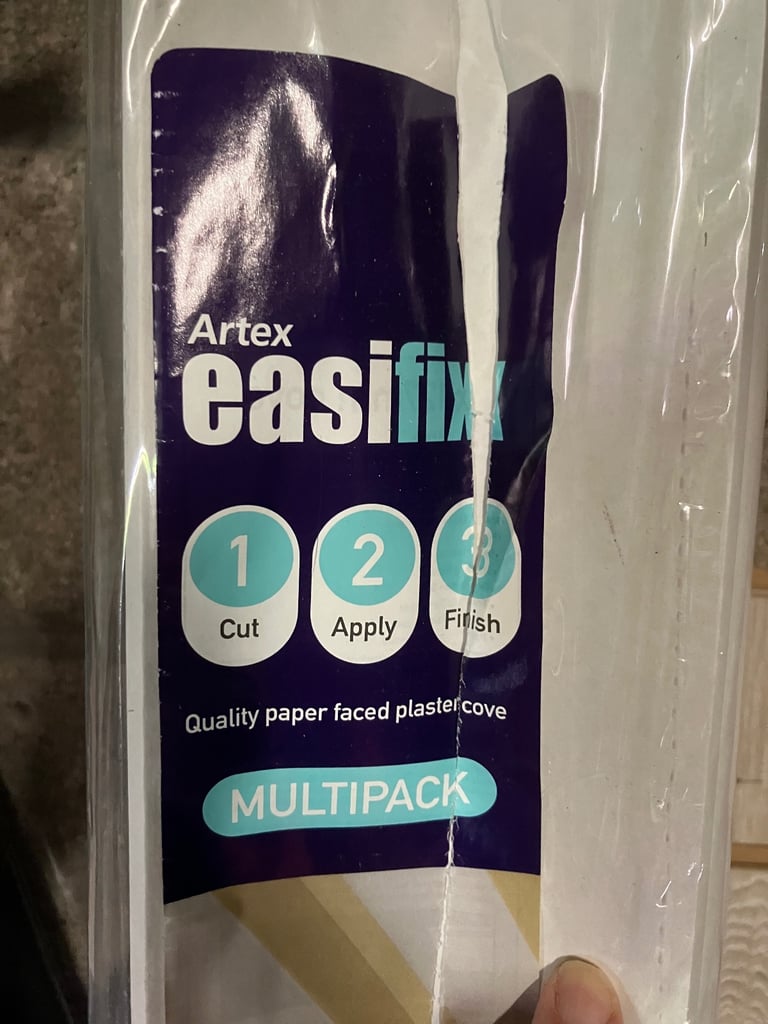 Artex
easifix
1 2 3
Cut Apply Finish
Quality paper faced plaster cove
MULTIPACK